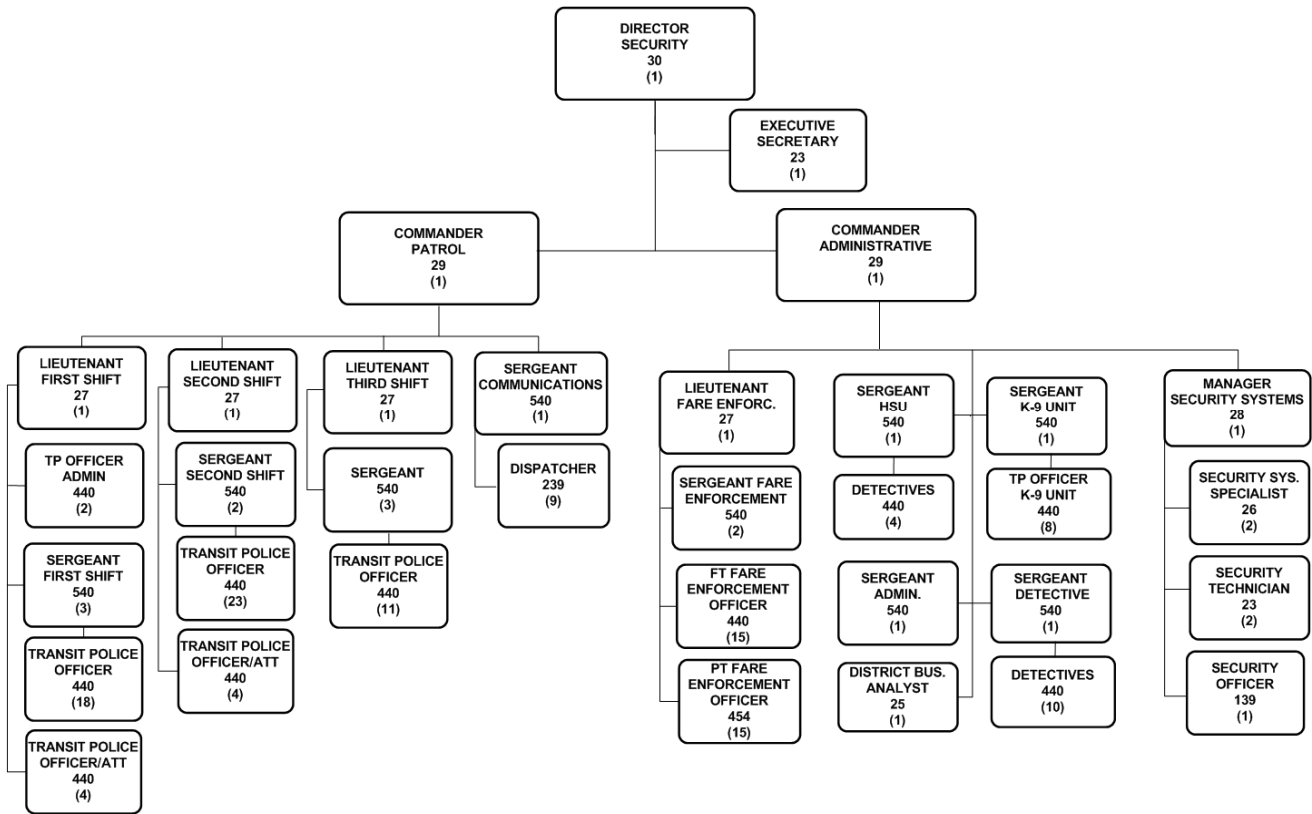 DIRECTOR
SECURITY
30
(1)
EXECUTIVE
SECRETARY
23
(1)
COMMANDER
PATROL
29
(1)
COMMANDER
ADMINISTRATIVE
29
(1)
LIEUTENANT
FIRST SHIFT
27
(1)
TP OFFICER
ADMIN
440
(2)
SERGEANT
FIRST SHIFT
540
(3)
TRANSIT POLICE
OFFICER
440
(18)
TRANSIT POLICE
OFFICER/ATT
440
(4)
LIEUTENANT
SECOND SHIFT
27
(1)
SERGEANT
SECOND SHIFT
540
(2)
TRANSIT POLICE
OFFICER
440
(23)
TRANSIT POLICE
OFFICER/ATT
440
(4)
LIEUTENANT
THIRD SHIFT
27
(1)
SERGEANT
540
(3)
TRANSIT POLICE
OFFICER
440
(11)
SERGEANT
COMMUNICATIONS
540
(1)
DISPATCHER
239
(9)
LIEUTENANT
FARE ENFORC.
27
(1)
SERGEANT FARE
ENFORCEMENT
540
(2)
FT FARE
ENFORCEMENT
OFFICER
440
(15)
PT FARE
ENFORCEMENT
OFFICER
454
(15)
SERGEANT
HSU
540
(1)
DETECTIVES
440
(4)
SERGEANT
ADMIN.
540
(1)
DISTRICT BUS.
ANALYST
25
(1)
SERGEANT
K-9 UNIT
540
(1)
TP OFFICER
K-9 UNIT
440
(8)
SERGEANT
DETECTIVE
540
(1)
DETECTIVES
440
(10)
MANAGER
SECURITY SYSTEMS
28
(1)
SECURITY SYS.
SPECIALIST
26
(2)
SECURITY
TECHNICIAN
23
(2)
SECURITY
OFFICER
139
(1)